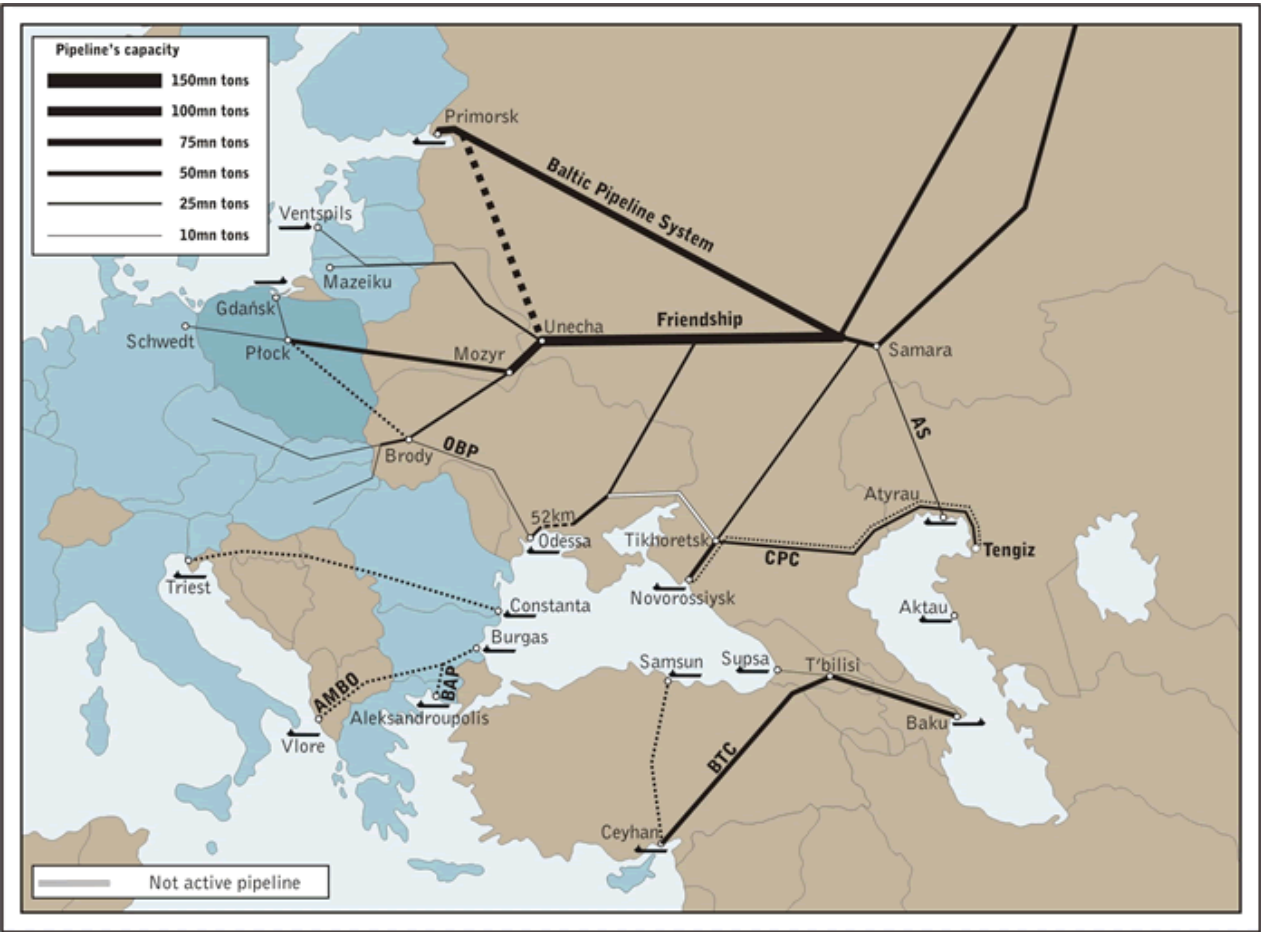 Pipeline's capacity
150mn tons
100mn tons
75mn tons
50mn tons
25mn tons
10mn tons
Primorsk
Baltic Pipeline System
Ventspils
Mazeiku
Gdańsk
Schwedt
Płock
Mozyr
Unecha
Friendship
Samara
AS
Brody
OBP
52km
Odessa
Tikhoretsk
Atyrau
CPC
Tengiz
Triest
Novorossiysk
Constanta
Aktau
Burgas
Samsun
Supsa
T'bilisi
AMBO
BAP
Aleksandroupolis
Baku
Vlore
BTC
Ceyhan
Not active pipeline